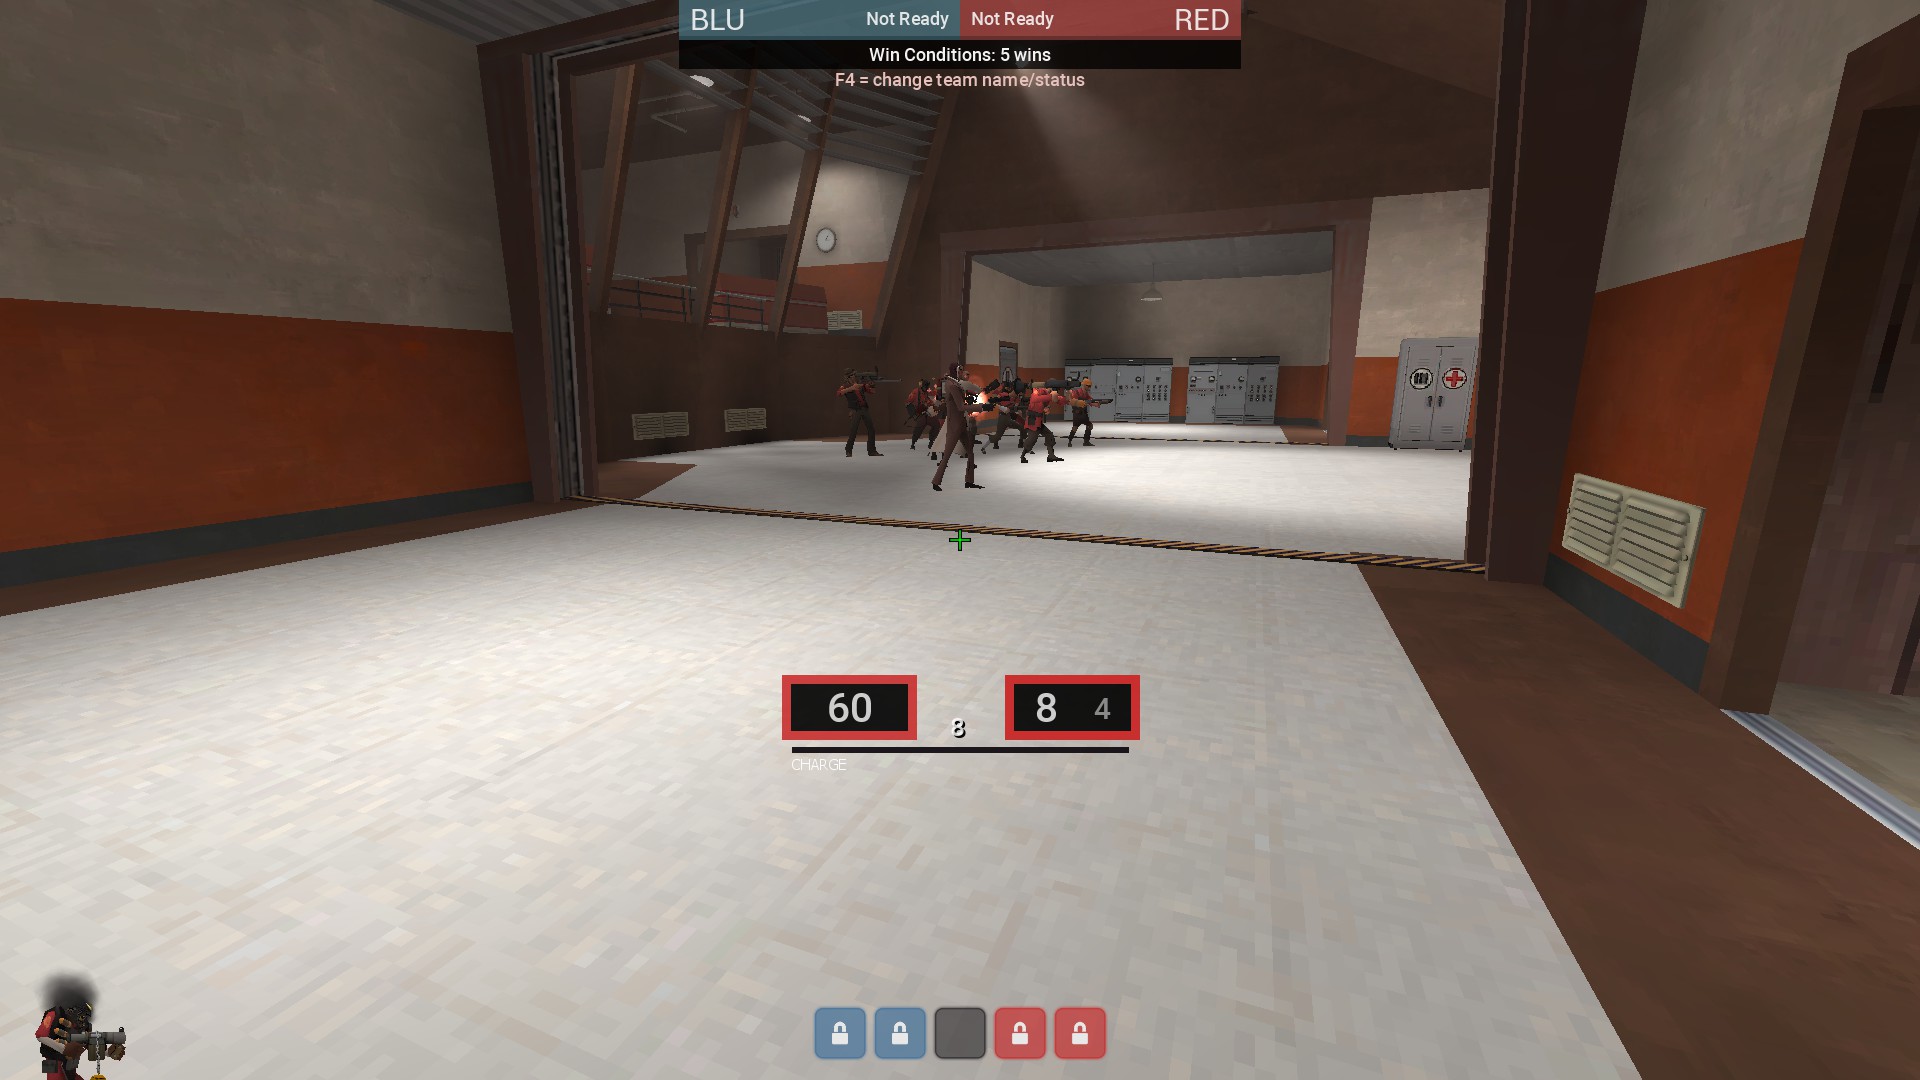 BLU Not Ready Not Ready RED
Win Conditions: 5 wins
F4 = change team name/status
60 8 8 4
CHARGE